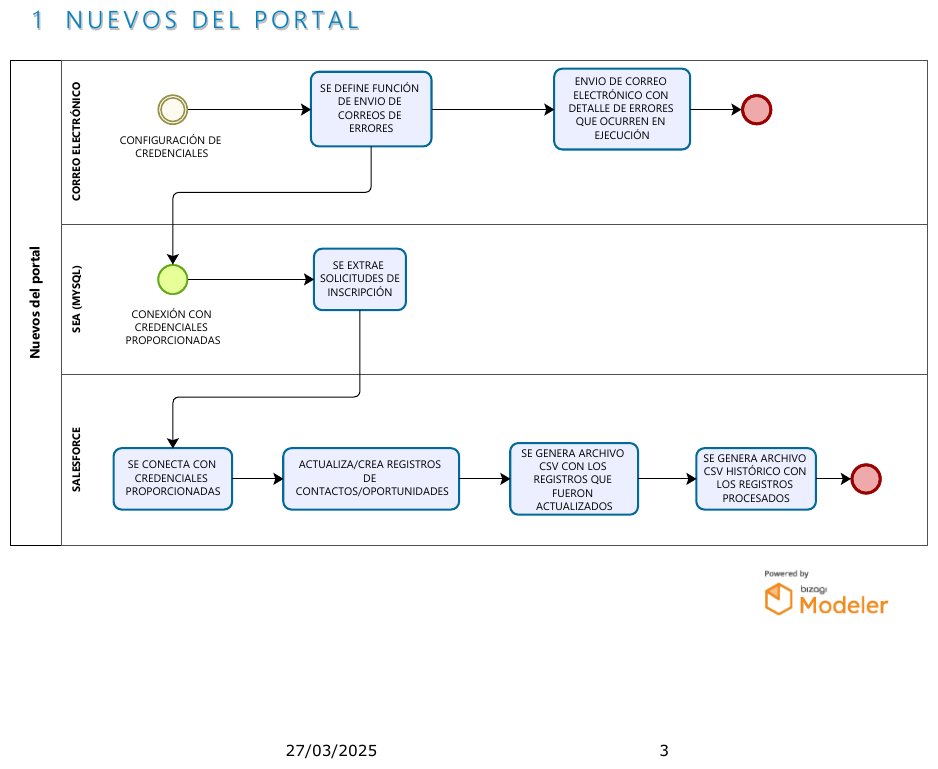 1 NUEVOS DEL PORTAL
Nuevos del portal
CORREO ELECTRÓNICO
CONFIGURACIÓN DE
CREDENCIALES
SE DEFINE FUNCIÓN
DE ENVIO DE
CORREOS DE
ERRORES
ENVIO DE CORREO
ELECTRÓNICO CON
DETALLE DE ERRORES
QUE OCURREN EN
EJECUCIÓN
SEA (MYSQL)
CONEXIÓN CON
CREDENCIALES
PROPORCIONADAS
SE EXTRAE
SOLICITUDES DE
INSCRIPCIÓN
SALESFORCE
SE CONECTA CON
CREDENCIALES
PROPORCIONADAS
ACTUALIZA/CREA REGISTROS
DE
CONTACTOS/OPORTUNIDADES
SE GENERA ARCHIVO
CSV CON LOS
REGISTROS QUE
FUERON
ACTUALIZADOS
SE GENERA ARCHIVO
CSV HISTÓRICO CON
LOS REGISTROS
PROCESADOS
Powered by
bizagi
Modeler
27/03/2025
3